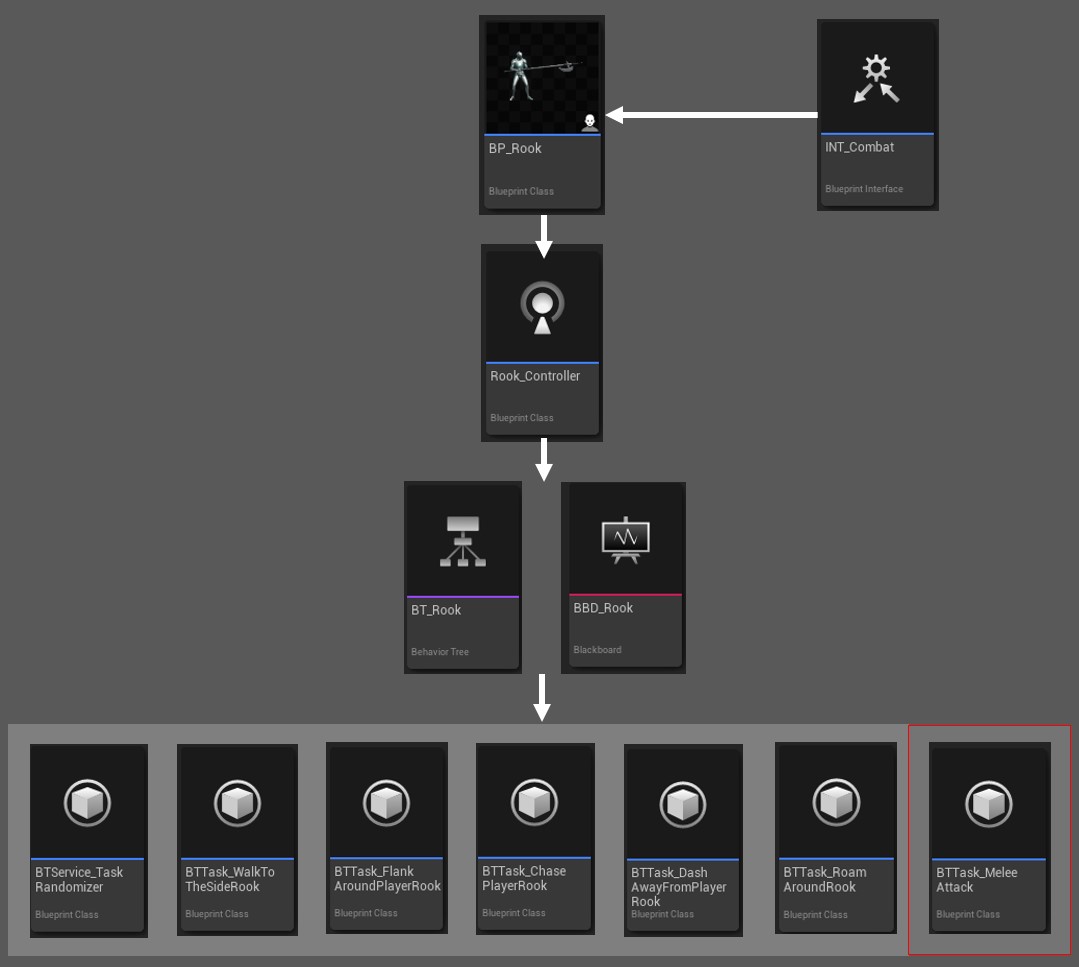 BP_Rook
Blueprint Class
INT_Combat
Blueprint Interface
Rook_Controller
Blueprint Class
BT_Rook
Behavior Tree
BBD_Rook
Blackboard
BTService_Task
Randomizer
Blueprint Class
BTTask_WalkTo
TheSideRook
Blueprint Class
BTTask_Flank
AroundPlayerRook
Blueprint Class
BTTask_Chase
PlayerRook
Blueprint Class
BTTask_Dash
AwayFromPlayer
Rook
Blueprint Class
BTTask_Roam
AroundRook
Blueprint Class
BTTask_Melee
Attack
Blueprint Class